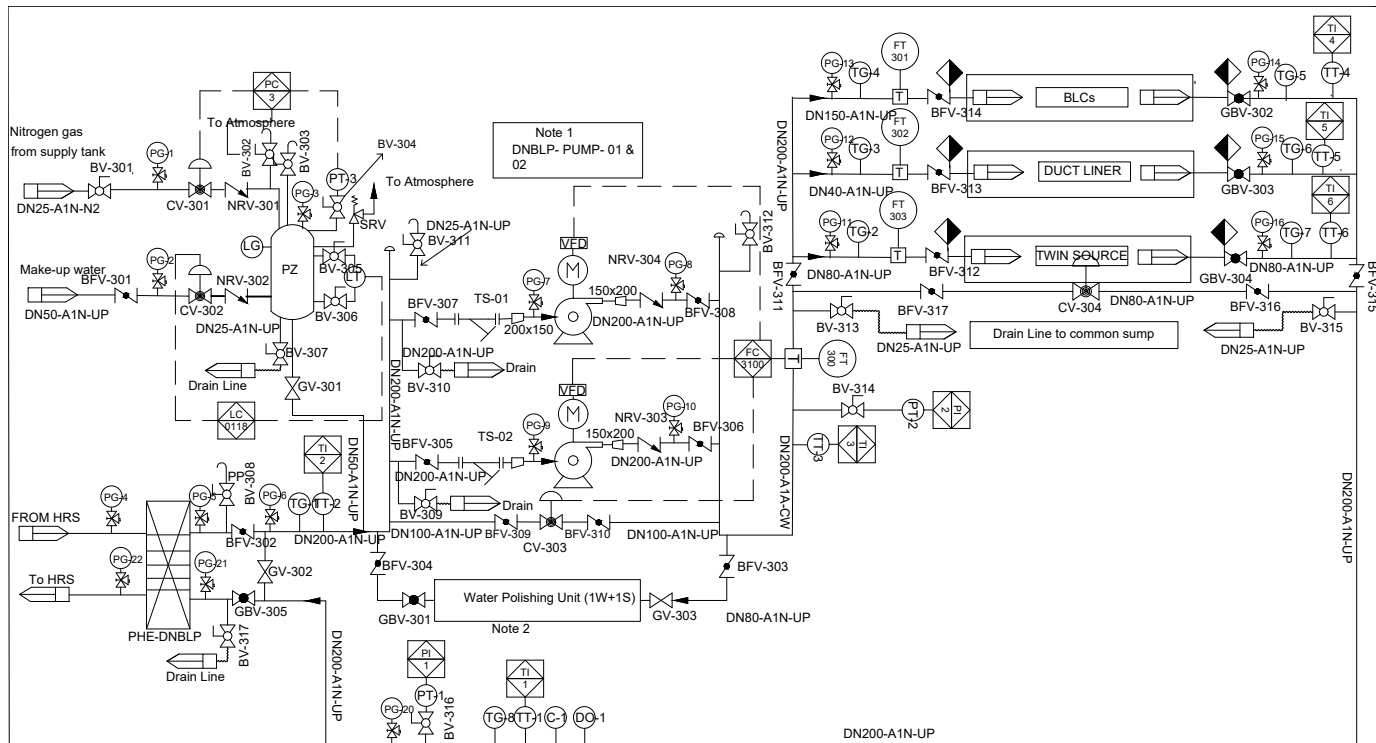 PC
3
To Atmosphere
BV-302
BV-303
Nitrogen gas
from supply tank
BV-301
PG-1
DN25-A1N-N2
CV-301
NRV-301
PG-3
PT-3
BV-304
To Atmosphere
SRV
LG
PZ
BV-305
LT
BV-306
Make-up water
BFV-301
PG-2
NRV-302
DN50-A1N-UP
CV-302
DN25-A1N-UP
BV-307
Drain Line
GV-301
LC
0118
Note 1
DNBLP- PUMP- 01 &
02
DN25-A1N-UP
BV-311
BV-312
VFD
M
BFV-307
TS-01
PG-7
NRV-304
PG-8
150x200
200x150
DN200-A1N-UP
BFV-308
DN200-A1N-UP
BV-310
Drain
DN200-A1N-UP
VFD
M
FC
3100
T
FT
300
BFV-305
TS-02
PG-9
NRV-303
PG-10
150x200
BFV-306
DN200-A1N-UP
DN200-A1N-UP
BV-309
Drain
DN50-A1N-UP
DN100-A1N-UP
BFV-309
CV-303
BFV-310
DN100-A1N-UP
BFV-304
BFV-303
GBV-301
Water Polishing Unit (1W+1S)
GV-303
DN80-A1N-UP
Note 2
TI
2
PP
BV-308
PG-4
PG-5
PG-6
TG-1
TT-2
FROM HRS
BFV-302
DN200-A1N-UP
PG-22
PG-21
To HRS
GV-302
GBV-305
PHE-DNBLP
BV-317
Drain Line
DN200-A1N-UP
PI
1
PT-1
BV-316
PG-20
TI
1
TG-8
TT-1
C-1
DO-1
DN200-A1N-UP
FT
301
PG-13
TG-4
T
DN150-A1N-UP
BFV-314
BLCs
GBV-302
PG-14
TG-5
TI
4
TT-4
FT
302
PG-12
TG-3
T
DN40-A1N-UP
BFV-313
DUCT LINER
GBV-303
PG-15
TG-6
TI
5
TT-5
FT
303
PG-11
TG-2
T
DN80-A1N-UP
BFV-312
TWIN SOURCE
GBV-304
PG-16
TG-7
TI
6
TT-6
DN80-A1N-UP
DN200-A1N-UP
BFV-311
BFV-315
BFV-317
CV-304
DN80-A1N-UP
BFV-316
BV-313
DN25-A1N-UP
Drain Line to common sump
BV-315
DN25-A1N-UP
BV-314
PT-2
PI
2
TT-3
TI
3
DN200-A1A-CW
DN200-A1N-UP